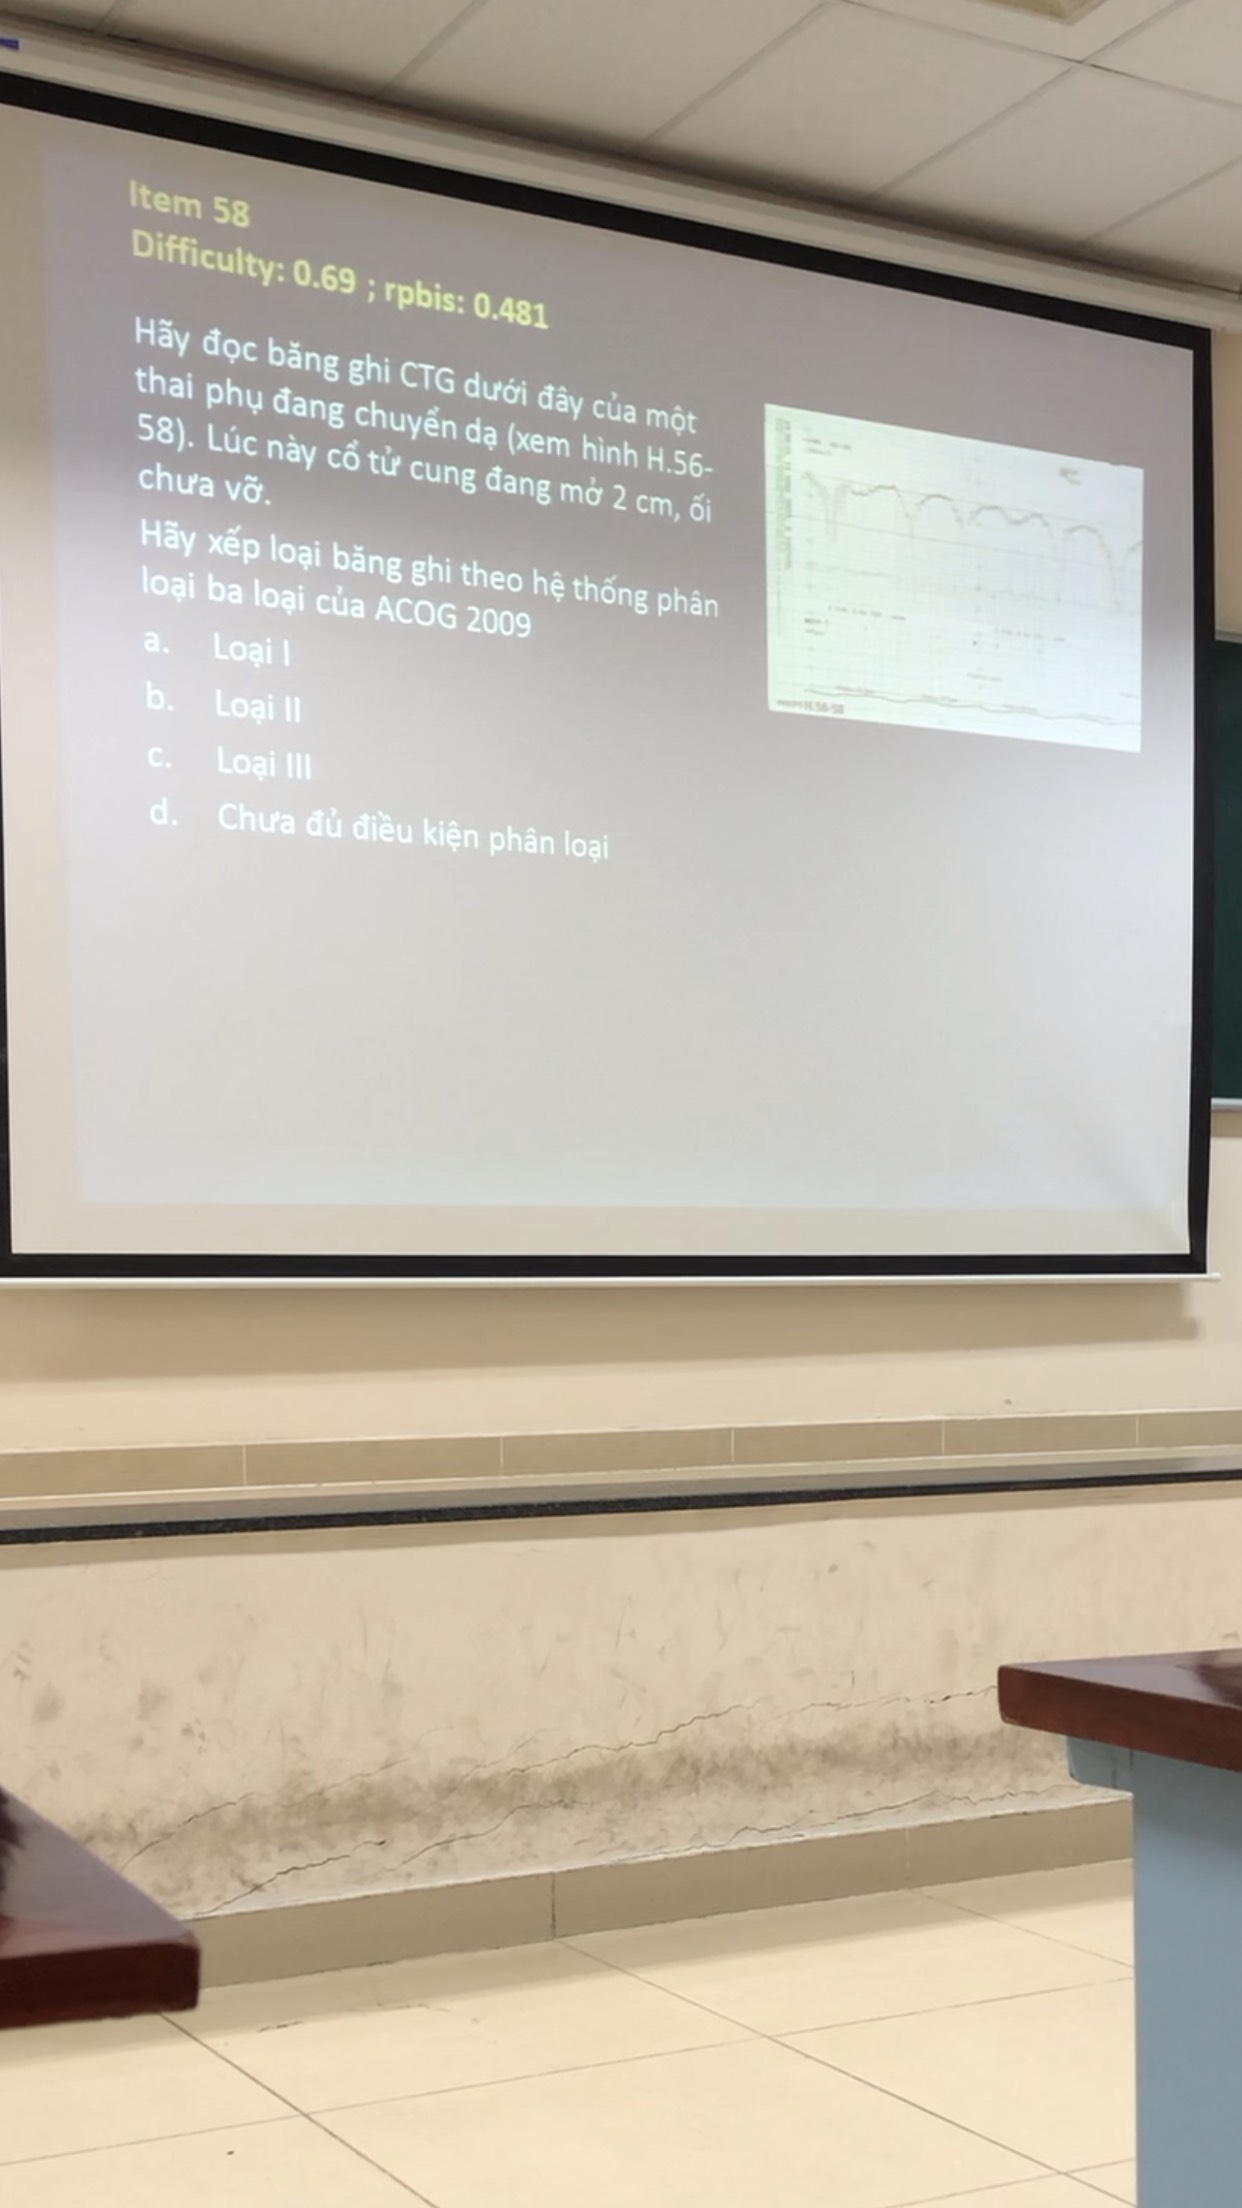 Item 58
Difficulty: 0.69 ; rpbis: 0.481
Hãy đọc băng ghi CTG dưới đây của một
thai phụ đang chuyển dạ (xem hình H.56-
58). Lúc này cổ tử cung đang mở 2 cm, ối
chưa vỡ.
Hãy xếp loại băng ghi theo hệ thống phân
loại ba loại của ACOG 2009
a. Loại I
b. Loại II
c. Loại III
d. Chưa đủ điều kiện phân loại
H.56-58